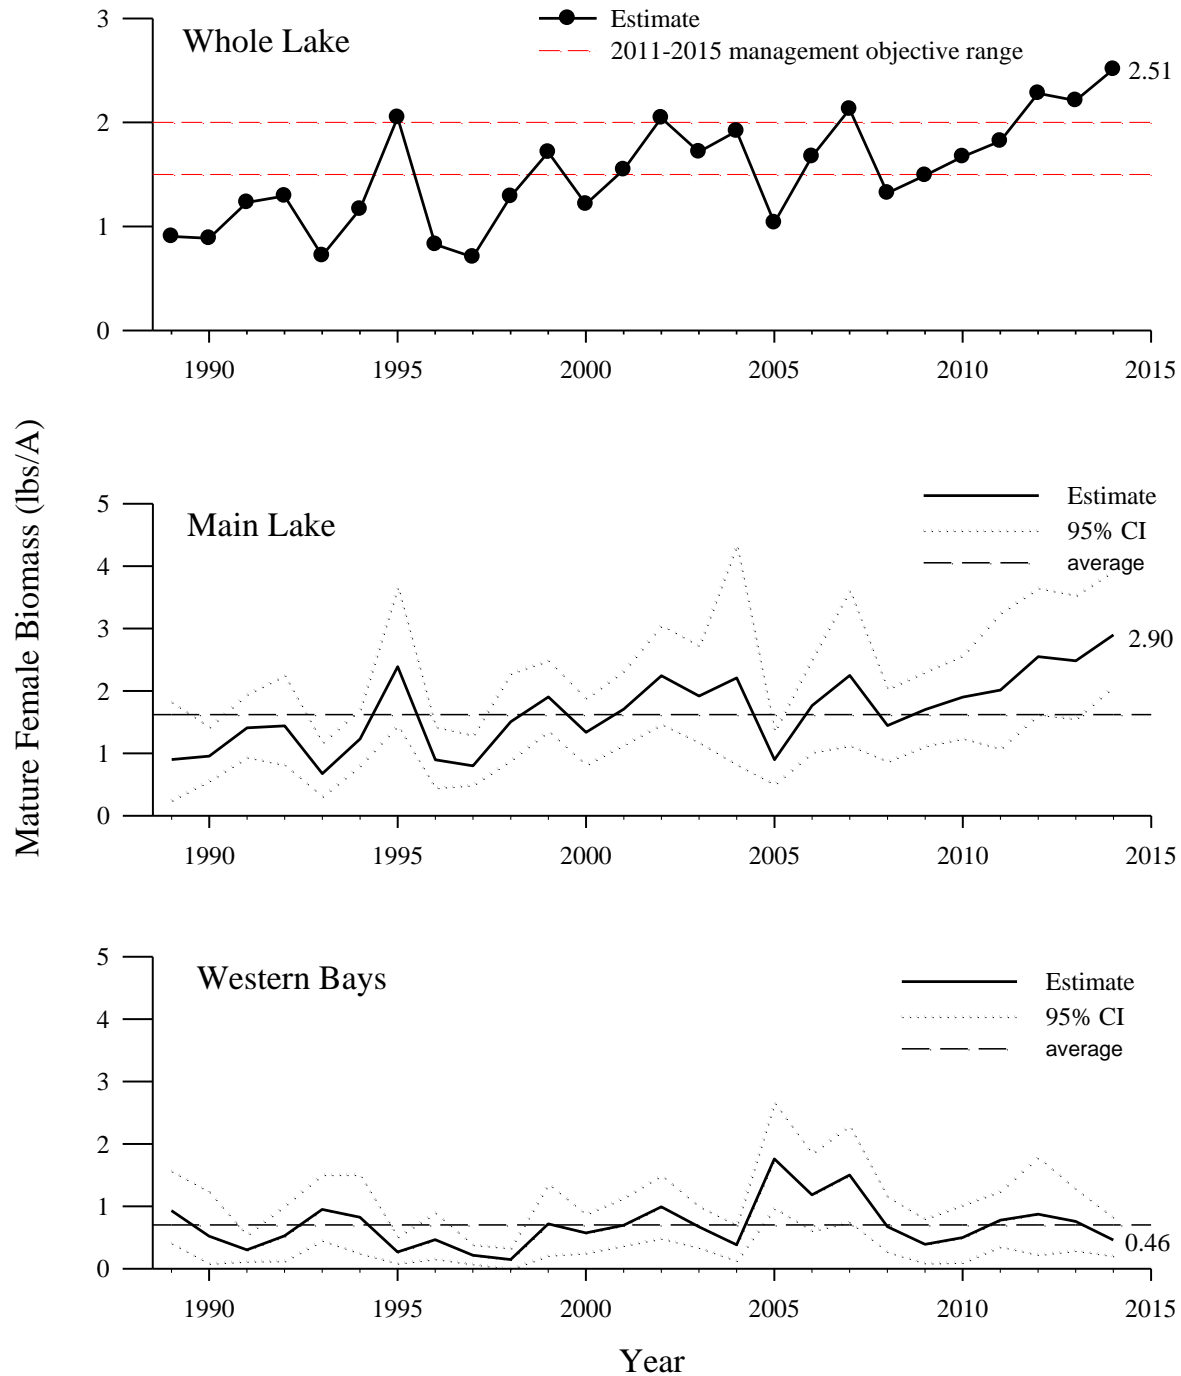 Mature Female Biomass (lbs/A)
Whole Lake
Estimate
2011-2015 management objective range
3
2
1
0
2.51
1990 1995 2000 2005 2010 2015
Main Lake
Estimate
95% CI
average
5
4
3
2
1
0
2.90
1990 1995 2000 2005 2010 2015
Western Bays
Estimate
95% CI
average
5
4
3
2
1
0
0.46
1990 1995 2000 2005 2010 2015
Year